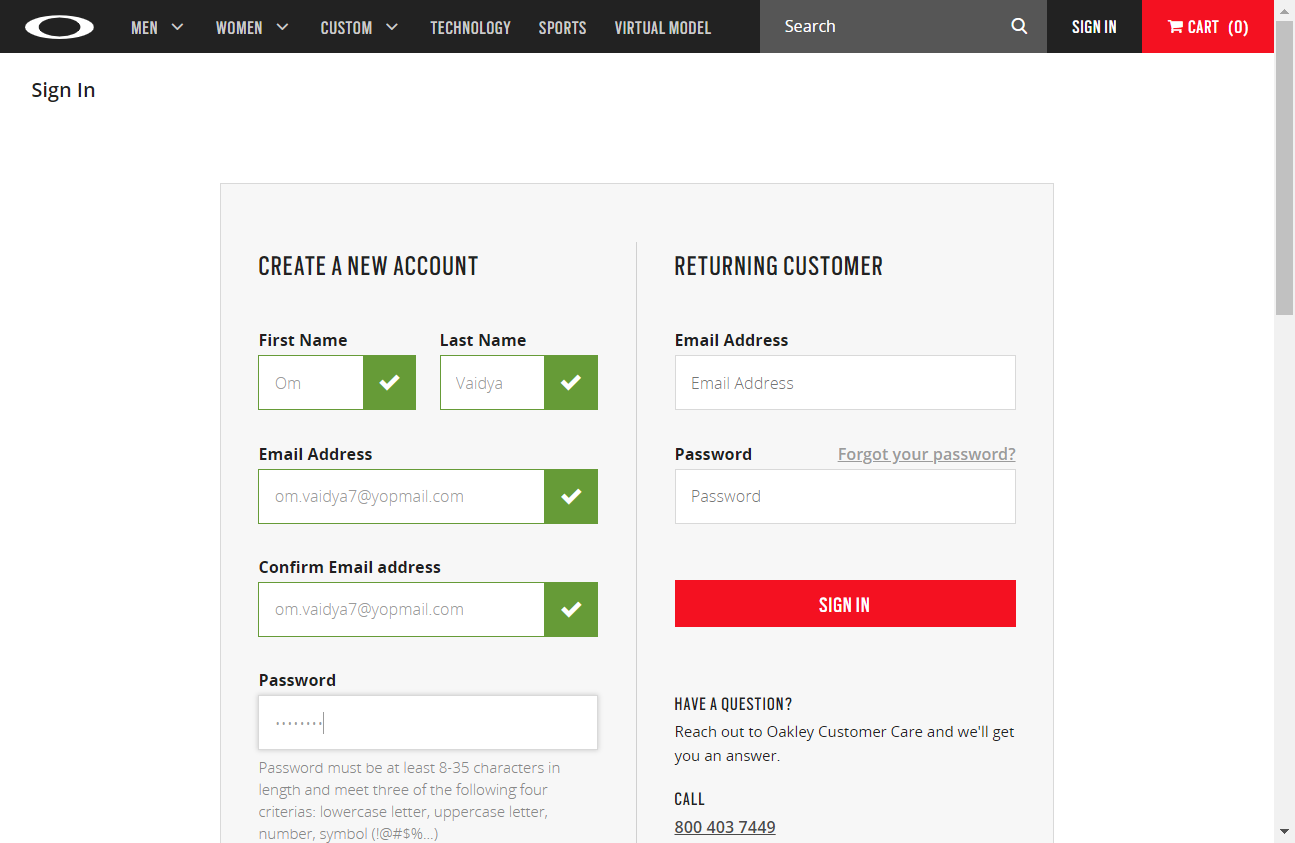 MEN WOMEN CUSTOM TECHNOLOGY SPORTS VIRTUAL MODEL Search SIGN IN CART (0)
Sign In
CREATE A NEW ACCOUNT
First Name Last Name
Om Vaidya
Email Address
om.vaidya7@yopmail.com
Confirm Email address
om.vaidya7@yopmail.com
Password
········
Password must be at least 8-35 characters in
length and meet three of the following four
criterias: lowercase letter, uppercase letter,
number, symbol (!@#$%...)
RETURNING CUSTOMER
Email Address
Email Address
Password Forgot your password?
Password
SIGN IN
HAVE A QUESTION?
Reach out to Oakley Customer Care and we'll get
you an answer.
CALL
800 403 7449